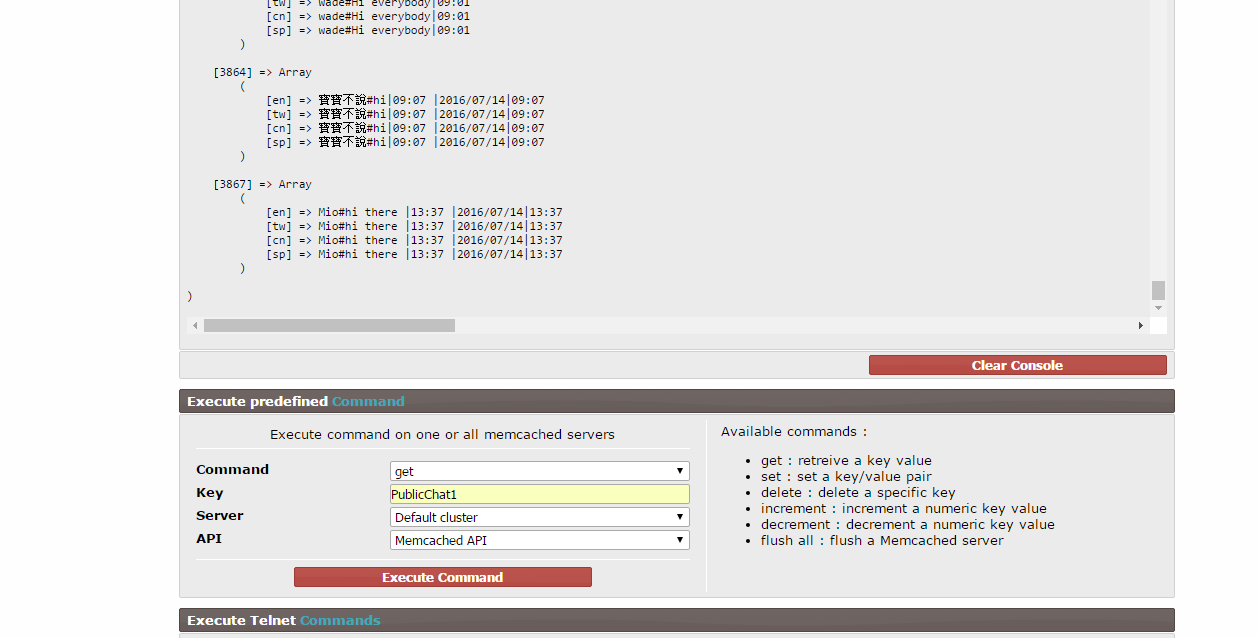 [tw] => wade#Hi everybody|09:01
[cn] => wade#Hi everybody|09:01
[sp] => wade#Hi everybody|09:01
)
[3864] => Array
(
[en] => 寶寶不說#hi|09:07 |2016/07/14|09:07
[tw] => 寶寶不說#hi|09:07 |2016/07/14|09:07
[cn] => 寶寶不說#hi|09:07 |2016/07/14|09:07
[sp] => 寶寶不說#hi|09:07 |2016/07/14|09:07
)
[3867] => Array
(
[en] => Mio#hi there |13:37 |2016/07/14|13:37
[tw] => Mio#hi there |13:37 |2016/07/14|13:37
[cn] => Mio#hi there |13:37 |2016/07/14|13:37
[sp] => Mio#hi there |13:37 |2016/07/14|13:37
)
)
Clear Console
Execute predefined Command
Execute command on one or all memcached servers
Command get
Key PublicChat1
Server Default cluster
API Memcached API
Execute Command
Available commands :
• get : retreive a key value
• set : set a key/value pair
• delete : delete a specific key
• increment : increment a numeric key value
• decrement : decrement a numeric key value
• flush all : flush a Memcached server
Execute Telnet Commands